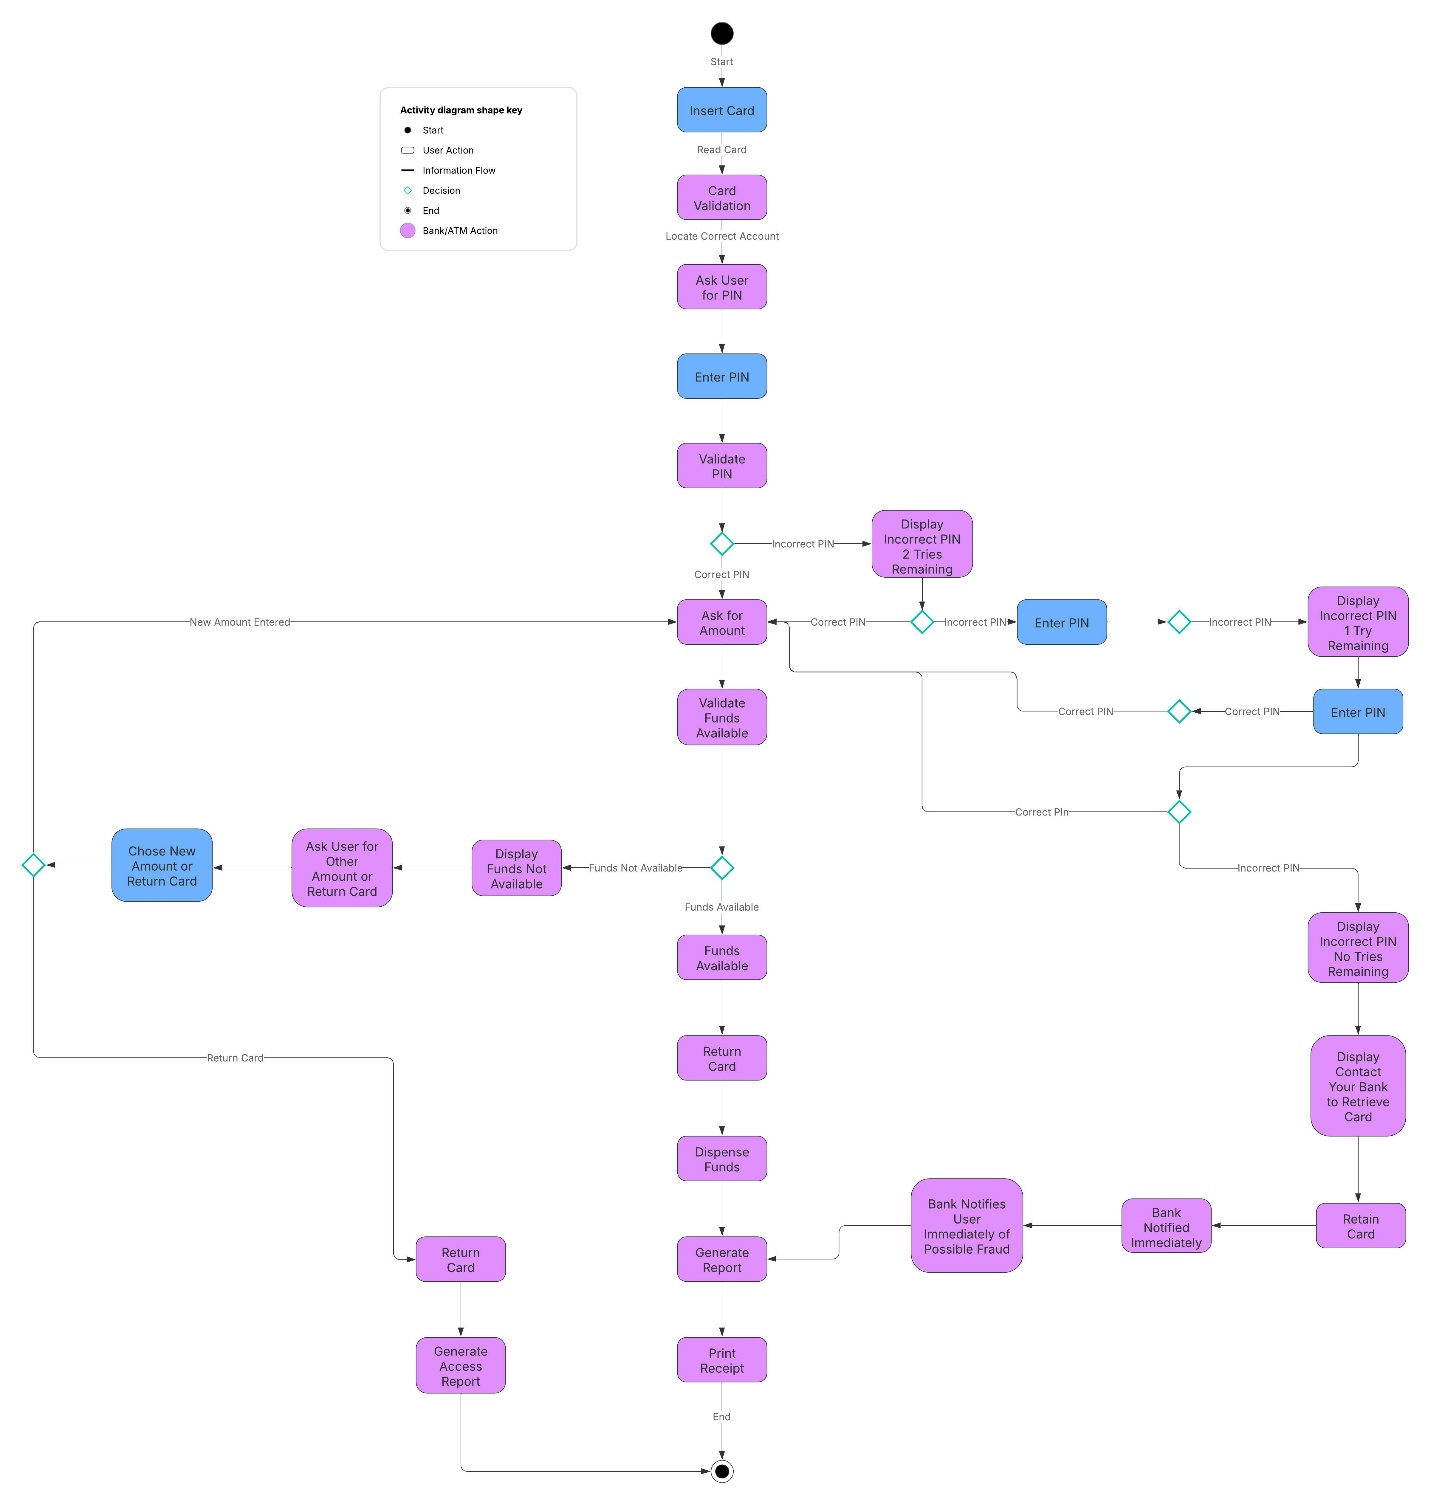 Start
Insert Card
Activity diagram shape key
Start
User Action
Information Flow
Decision
End
Bank/ATM Action
Read Card
Card
Validation
Locate Correct Account
Ask User
for PIN
Enter PIN
Validate
PIN
Incorrect PIN
Display
Incorrect PIN
2 Tries
Remaining
Correct PIN
New Amount Entered
Ask for
Amount
Correct PIN
Incorrect PIN
Enter PIN
Incorrect PIN
Display
Incorrect PIN
1 Try
Remaining
Validate
Funds
Available
Correct PIN
Correct PIN
Enter PIN
Correct PIn
Chose New
Amount or
Return Card
Ask User for
Other
Amount or
Return Card
Display
Funds Not
Available
Funds Not Available
Incorrect PIN
Funds Available
Funds
Available
Display
Incorrect PIN
No Tries
Remaining
Return Card
Return
Card
Display
Contact
Your Bank
to Retrieve
Card
Dispense
Funds
Bank Notifies
User
Immediately of
Possible Fraud
Bank
Notified
Immediately
Retain
Card
Return
Card
Generate
Report
Generate
Access
Report
Print
Receipt
End